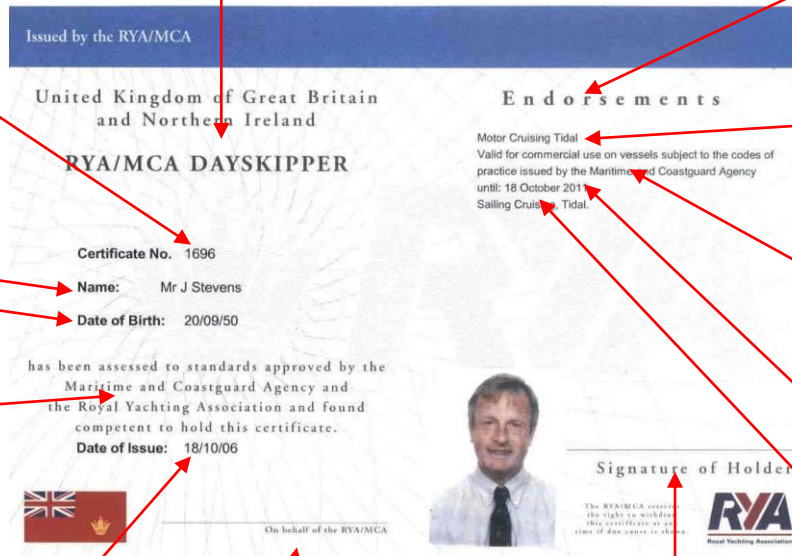 Issued by the RYA/MCA
United Kingdom of Great Britain
and Northern Ireland
RYA/MCA DAYSKIPPER
Certificate No. 1696
Name: Mr J Stevens
Date of Birth: 20/09/50
has been assessed to standards approved by the
Maritime and Coastguard Agency and
the Royal Yachting Association and found
competent to hold this certificate.
Date of Issue: 18/10/06
On behalf of the RYA/MCA
Endorsements
Motor Cruising Tidal
Valid for commercial use on vessels subject to the codes of
practice issued by the Maritime and Coastguard Agency
until: 18 October 2011
Sailing Cruising, Tidal.
Signature of Holder
The RYA/MCA reserves
the right to withdraw
this certificate at any
time if due cause is shown.
RYA
Royal Yachting Association